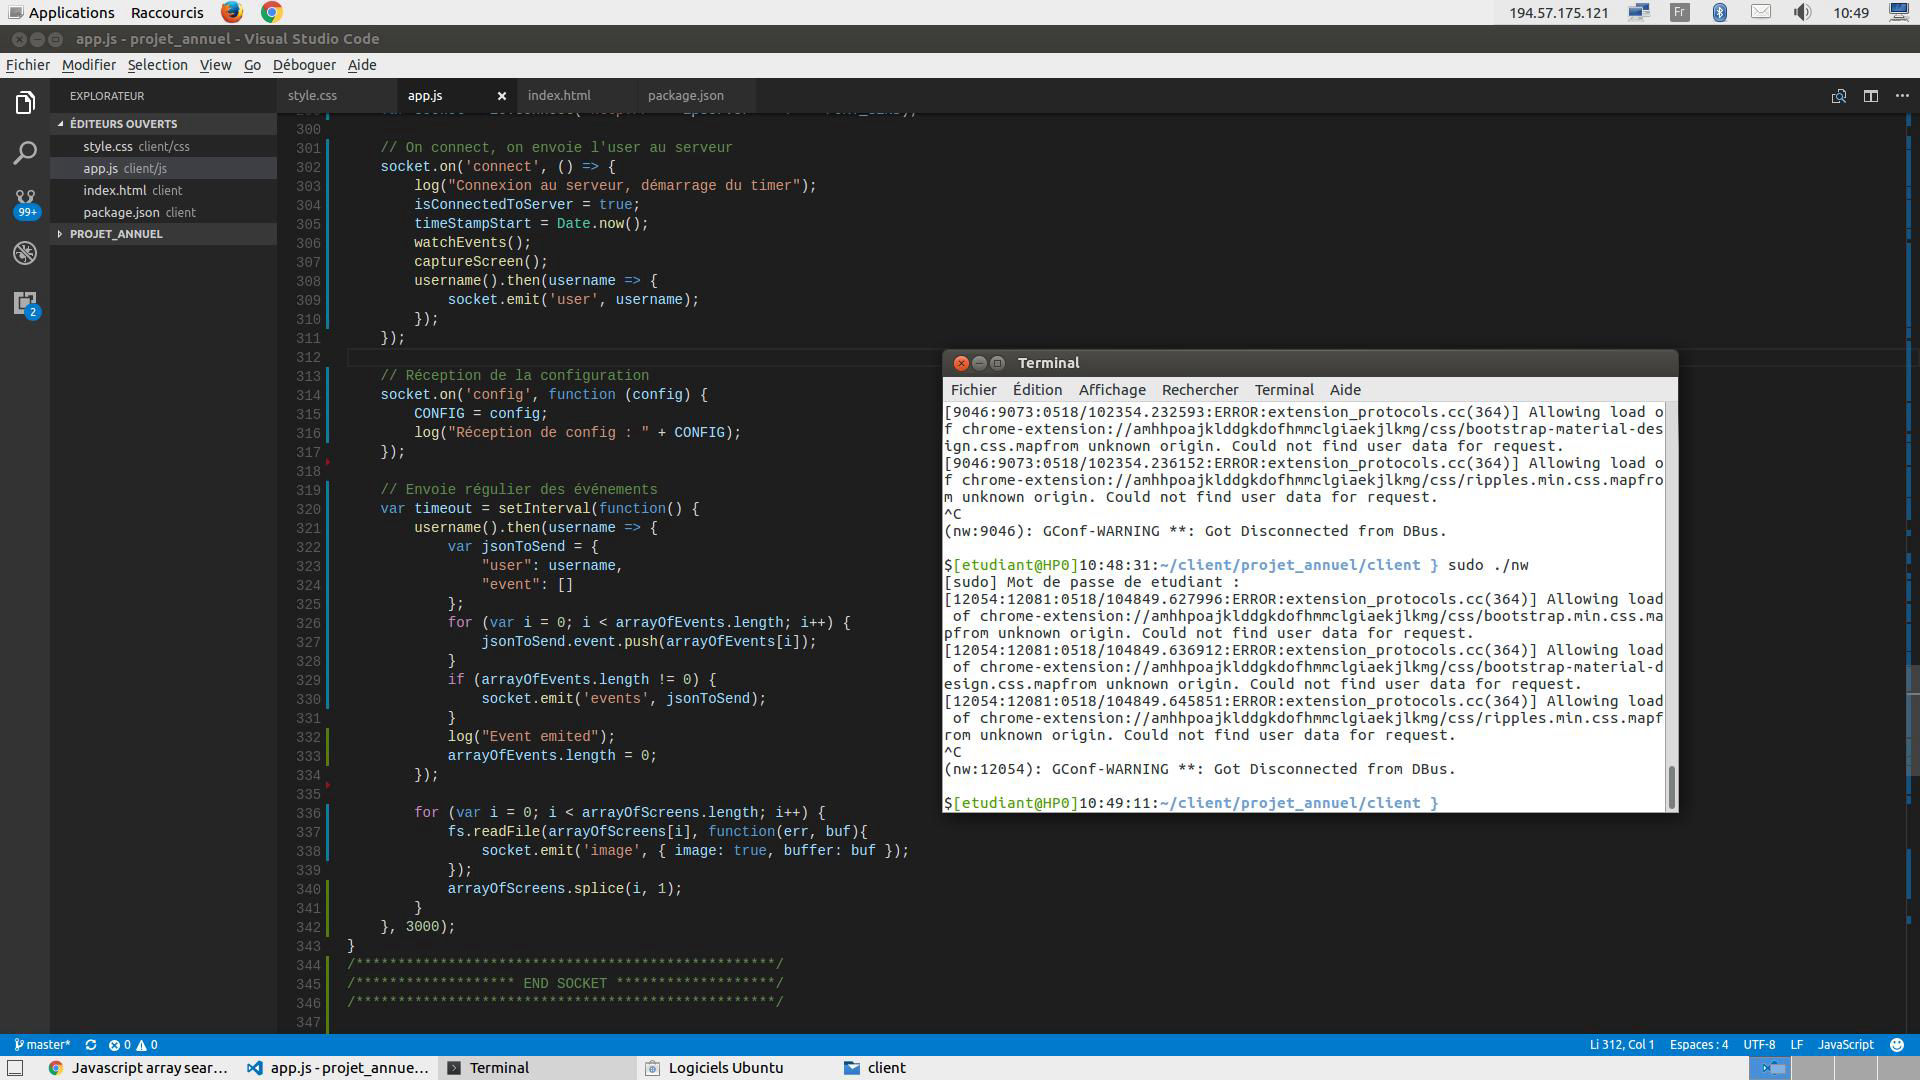 Applications Raccourcis 194.57.175.121 Fr 10:49
app.js - projet_annuel - Visual Studio Code
Fichier Modifier Selection View Go Déboguer Aide
EXPLORATEUR
ÉDITEURS OUVERTS
style.css client/css
app.js client/js
index.html client
package.json client
PROJET_ANNUEL
99+
2
style.css app.js × index.html package.json
300
301 // On connect, on envoie l'user au serveur
302 socket.on('connect', () => {
303 log("Connexion au serveur, démarrage du timer");
304 isConnectedToServer = true;
305 timeStampStart = Date.now();
306 watchEvents();
307 captureScreen();
308 username().then(username => {
309 socket.emit('user', username);
310 });
311 });
312
313 // Réception de la configuration
314 socket.on('config', function (config) {
315 CONFIG = config;
316 log("Réception de config : " + CONFIG);
317 });
318
319 // Envoie régulier des événements
320 var timeout = setInterval(function() {
321 username().then(username => {
322 var jsonToSend = {
323 "user": username,
324 "event": []
325 };
326 for (var i = 0; i < arrayOfEvents.length; i++) {
327 jsonToSend.event.push(arrayOfEvents[i]);
328 }
329 if (arrayOfEvents.length != 0) {
330 socket.emit('events', jsonToSend);
331 }
332 log("Event emited");
333 arrayOfEvents.length = 0;
334 });
335
336 for (var i = 0; i < arrayOfScreens.length; i++) {
337 fs.readFile(arrayOfScreens[i], function(err, buf){
338 socket.emit('image', { image: true, buffer: buf });
339 });
340 arrayOfScreens.splice(i, 1);
341 }
342 }, 3000);
343 }
344 /**************************************************/
345 /******************* END SOCKET *******************/
346 /**************************************************/
347
Terminal
Fichier Édition Affichage Rechercher Terminal Aide
[9046:9073:0518/102354.232593:ERROR:extension_protocols.cc(364)] Allowing load o
f chrome-extension://amhhpoajklddgkdofhmmclgiaekjlkmg/css/bootstrap-material-des
ign.css.mapfrom unknown origin. Could not find user data for request.
[9046:9073:0518/102354.236152:ERROR:extension_protocols.cc(364)] Allowing load o
f chrome-extension://amhhpoajklddgkdofhmmclgiaekjlkmg/css/ripples.min.css.mapfro
m unknown origin. Could not find user data for request.
^C
(nw:9046): GConf-WARNING **: Got Disconnected from DBus.
$[etudiant@HP0]10:48:31:~/client/projet_annuel/client } sudo ./nw
[sudo] Mot de passe de etudiant :
[12054:12081:0518/104849.627996:ERROR:extension_protocols.cc(364)] Allowing load
of chrome-extension://amhhpoajklddgkdofhmmclgiaekjlkmg/css/bootstrap.min.css.ma
pfrom unknown origin. Could not find user data for request.
[12054:12081:0518/104849.636912:ERROR:extension_protocols.cc(364)] Allowing load
of chrome-extension://amhhpoajklddgkdofhmmclgiaekjlkmg/css/bootstrap-material-d
esign.css.mapfrom unknown origin. Could not find user data for request.
[12054:12081:0518/104849.645851:ERROR:extension_protocols.cc(364)] Allowing load
of chrome-extension://amhhpoajklddgkdofhmmclgiaekjlkmg/css/ripples.min.css.mapf
rom unknown origin. Could not find user data for request.
^C
(nw:12054): GConf-WARNING **: Got Disconnected from DBus.
$[etudiant@HP0]10:49:11:~/client/projet_annuel/client }
master* 0 0 Li 312, Col 1 Espaces : 4 UTF-8 LF JavaScript
Javascript array sear... app.js - projet_annue... Terminal Logiciels Ubuntu client